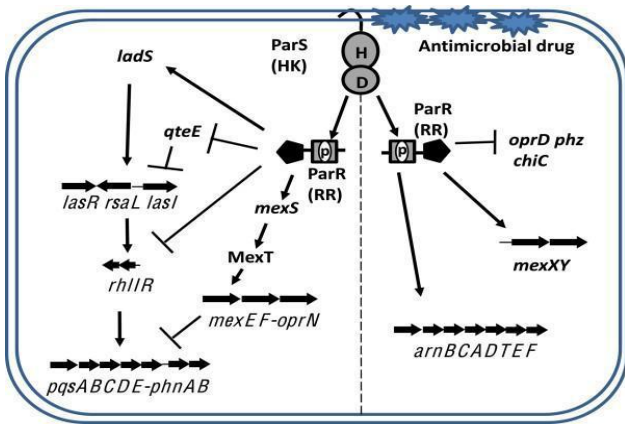 Antimicrobial drug
ParS
(HK)
H
D
ladS
qteE
P
ParR
(RR)
P
ParR
(RR)
oprD phz
chiC
lasR rsaL lasI
mexS
MexT
mexXY
rhlIR
mexEF-oprN
arnBCADTEF
pqsABCDE-phnAB